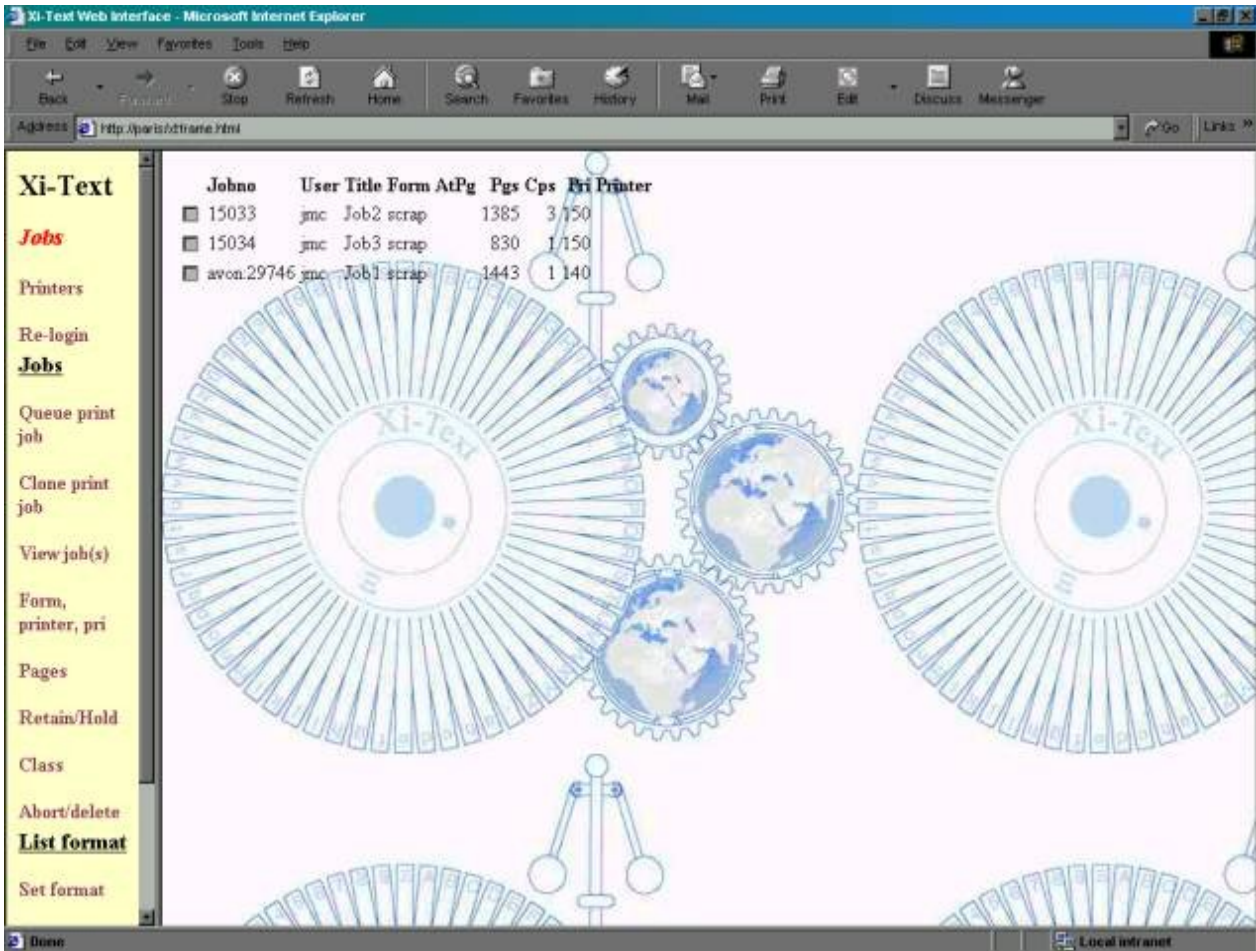 Xi-Text Web Interface - Microsoft Internet Explorer
File Edit View Favorites Tools Help
Back Forward Stop Refresh Home Search Favorites History Mail Print Edit Discuss Messenger
Address http://paris/xtframe.html Go Links »
Xi-Text
Jobs
Printers
Re-login
Jobs
Queue print
job
Clone print
job
View job(s)
Form,
printer, pri
Pages
Retain/Hold
Class
Abort/delete
List format
Set format
Jobno User Title Form AtPg Pgs Cps Pri Printer
15033 jmc Job2 scrap 1385 3 150
15034 jmc Job3 scrap 830 1 150
avon:29746 jmc Job1 scrap 1443 1 140
Xi-Text
Xi-Text
Done Local intranet